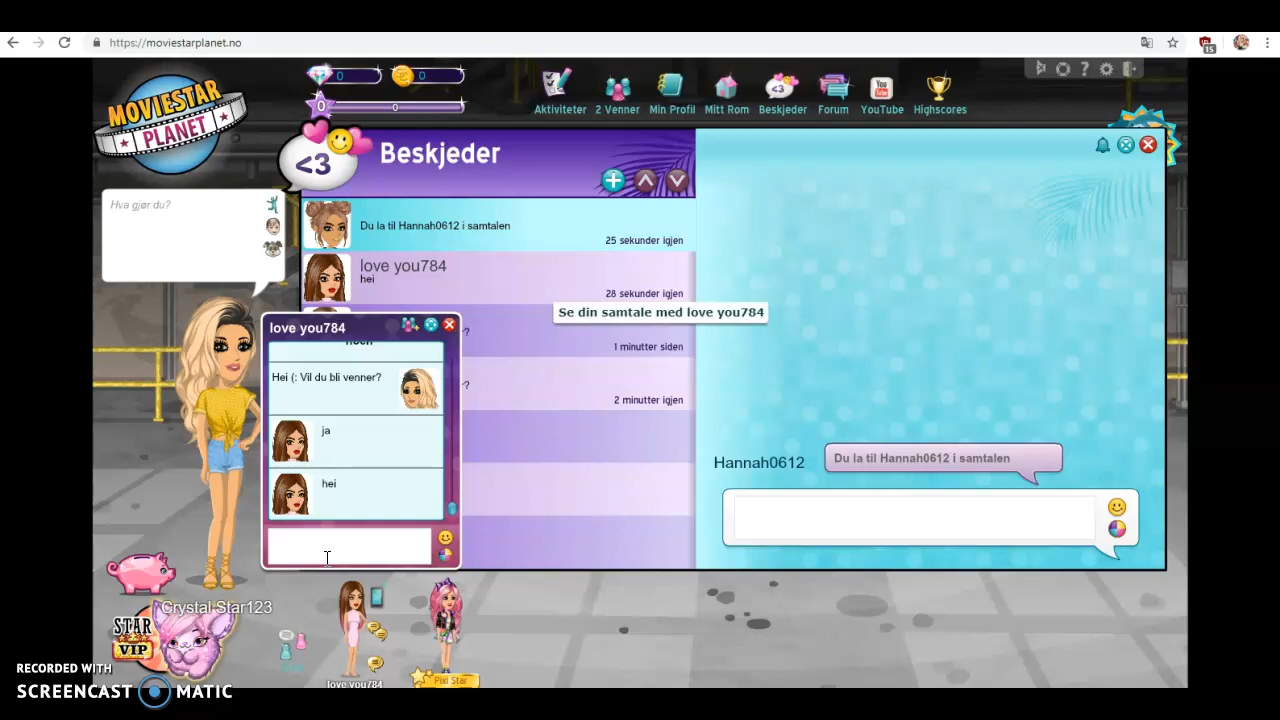 https://moviestarplanet.no
15
MOVIESTAR
PLANET
0
0
0
0
Aktiviteter
2 Venner
Min Profil
Mitt Rom
<3
Beskjeder
Forum
You
Tube
YouTube
Highscores
<3
Beskjeder
Hva gjør du?
Du la til Hannah0612 i samtalen
25 sekunder igjen
love you784
hei
28 sekunder igjen
Se din samtale med love you784
?
1 minutter siden
?
2 minutter igjen
love you784
noen
Hei (: Vil du bli venner?
ja
hei
Hannah0612
Du la til Hannah0612 i samtalen
Crystal Star123
STAR
VIP
love you784
Pixi Star
RECORDED WITH
SCREENCAST MATIC